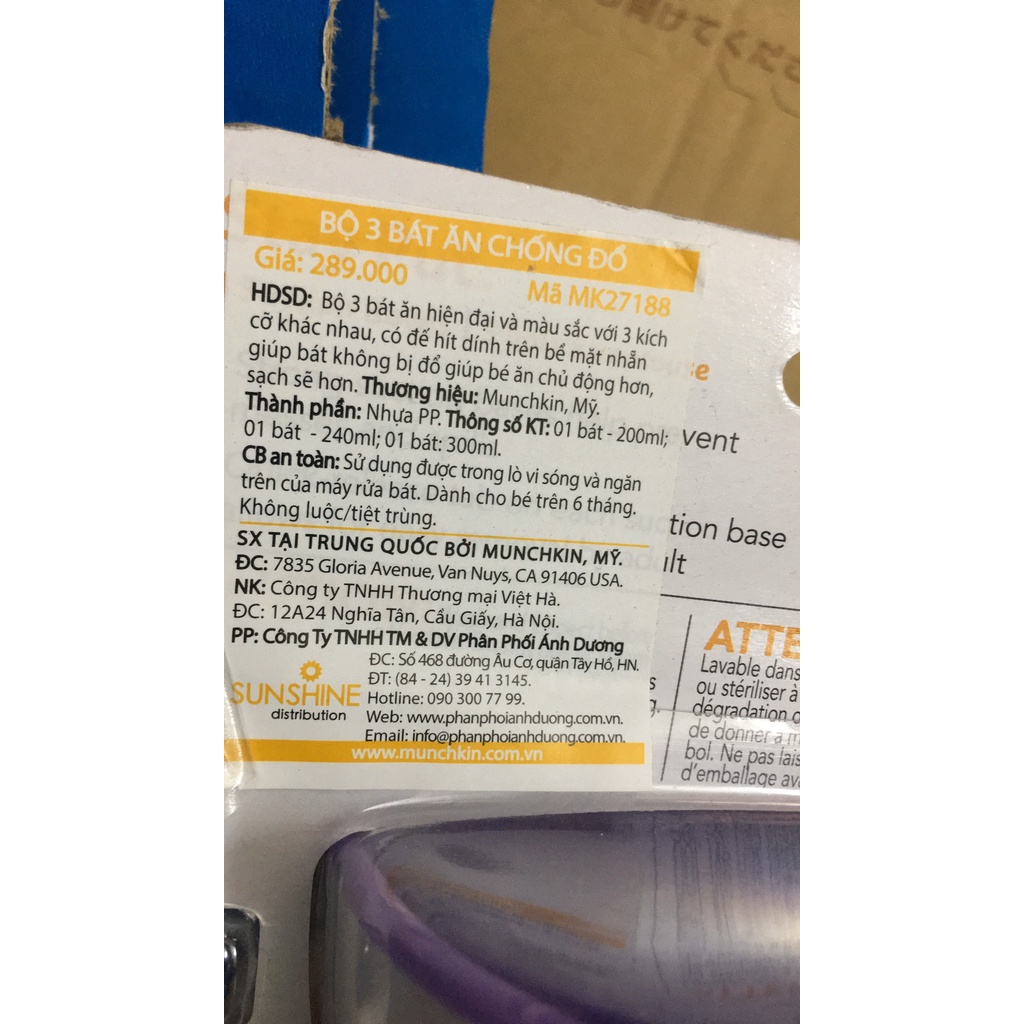 BỘ 3 BÁT ĂN CHỐNG ĐỔ
Giá: 289.000
Mã MK27188
HDSD: Bộ 3 bát ăn hiện đại và màu sắc với 3 kích
cỡ khác nhau, có đế hít dính trên bề mặt nhẵn
giúp bát không bị đổ giúp bé ăn chủ động hơn,
sạch sẽ hơn. Thương hiệu: Munchkin, Mỹ.
Thành phần: Nhựa PP. Thông số KT: 01 bát - 200ml;
01 bát - 240ml; 01 bát: 300ml.
CB an toàn: Sử dụng được trong lò vi sóng và ngăn
trên của máy rửa bát. Dành cho bé trên 6 tháng.
Không luộc/tiệt trùng.
SX TẠI TRUNG QUỐC BỞI MUNCHKIN, MỸ.
ĐC: 7835 Gloria Avenue, Van Nuys, CA 91406 USA.
NK: Công ty TNHH Thương mại Việt Hà.
ĐC: 12A24 Nghĩa Tân, Cầu Giấy, Hà Nội.
PP: Công Ty TNHH TM & DV Phân Phối Ánh Dương
ĐC: Số 468 đường Âu Cơ, quận Tây Hồ, HN.
ĐT: (84 - 24) 39 41 3145.
Hotline: 090 300 77 99.
Web: www.phanphoianhduong.com.vn.
Email: info@phanphoianhduong.com.vn.
SUNSHINE
distribution
www.munchkin.com.vn
vent
tion base
ult
ATTE
Lavable dans
ou stériliser à
dégradation
de donner à
bol. Ne pas lais
d'emballage ava